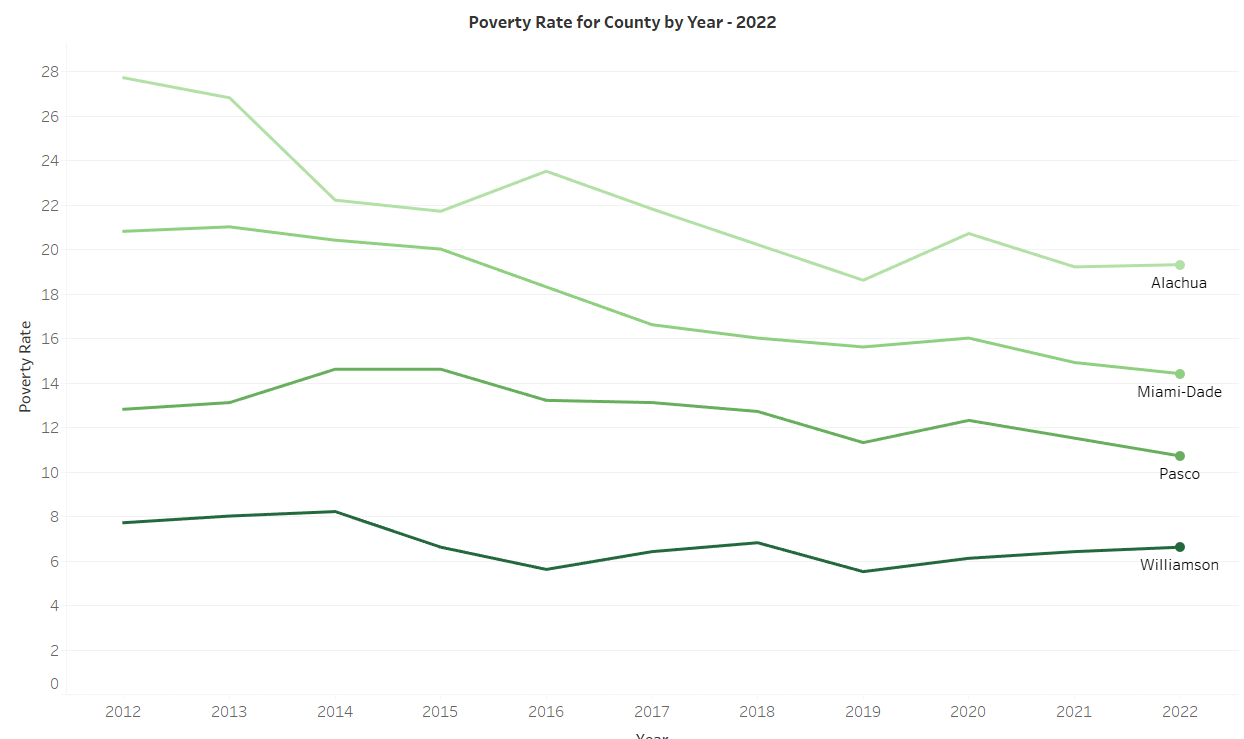 Poverty Rate for County by Year - 2022
28
26
24
22
20
18
16
14
12
10
8
6
4
2
0
Poverty Rate
Alachua
Miami-Dade
Pasco
Williamson
2012 2013 2014 2015 2016 2017 2018 2019 2020 2021 2022
Year